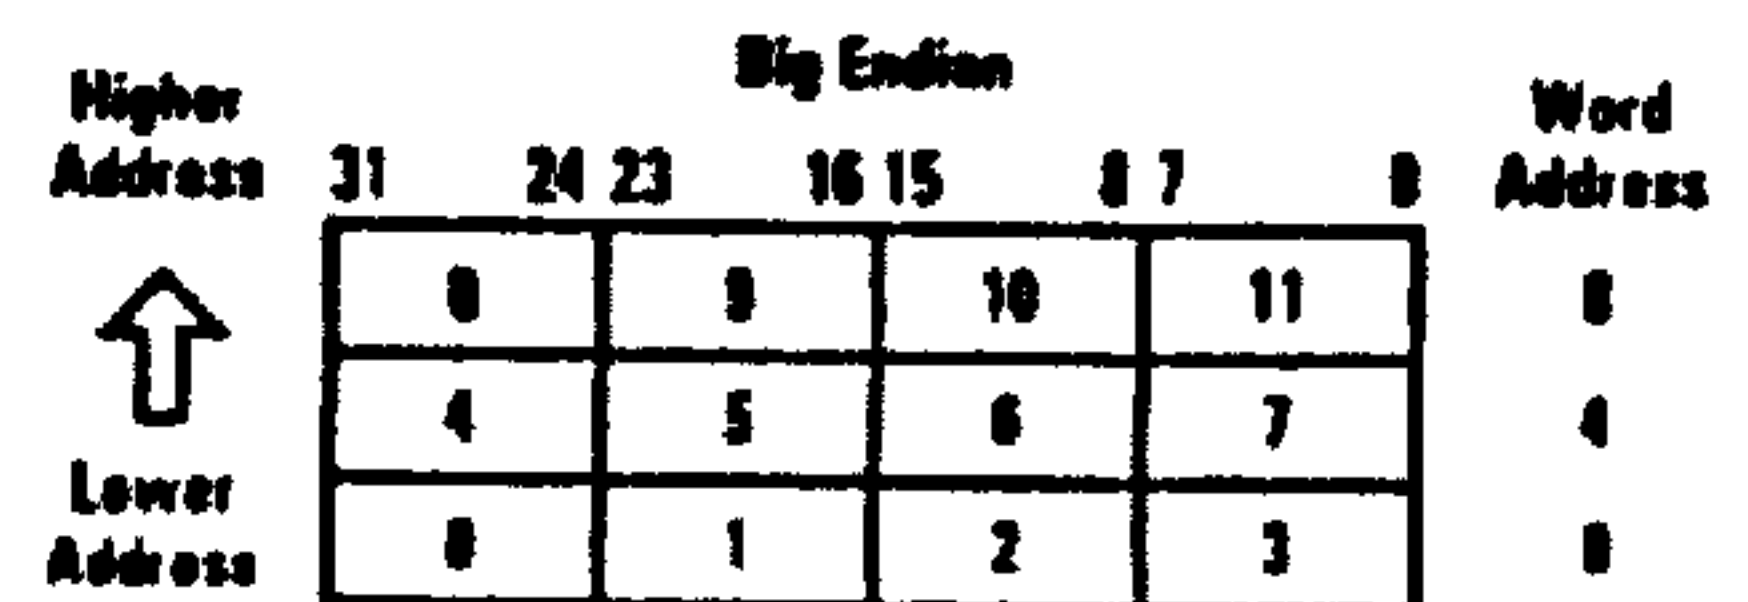 Big Endian
Higher Address
31 24 23 16 15 8 7 0
Word Address
8 9 10 11 8
4 5 6 7 4
Lower Address
0 1 2 3 0